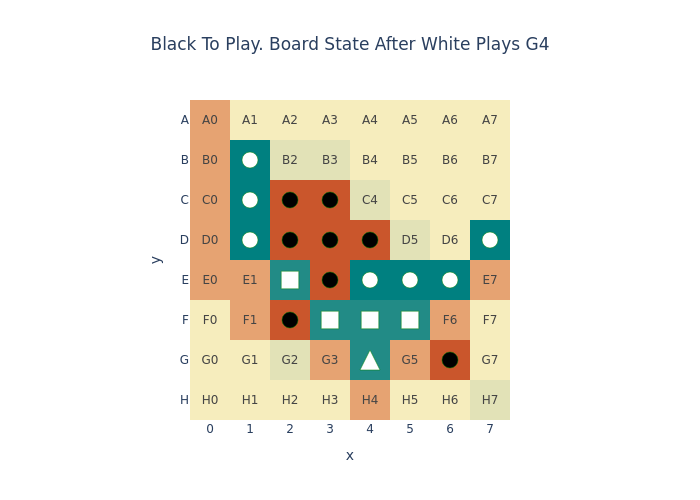 Black To Play. Board State After White Plays G4
A A0 A1 A2 A3 A4 A5 A6 A7
B B0 B2 B3 B4 B5 B6 B7
C C0 C4 C5 C6 C7
D D0 D5 D6
y
E E0 E1 E7
F F0 F1 F6 F7
G G0 G1 G2 G3 G5 G7
H H0 H1 H2 H3 H4 H5 H6 H7
0 1 2 3 4 5 6 7
x